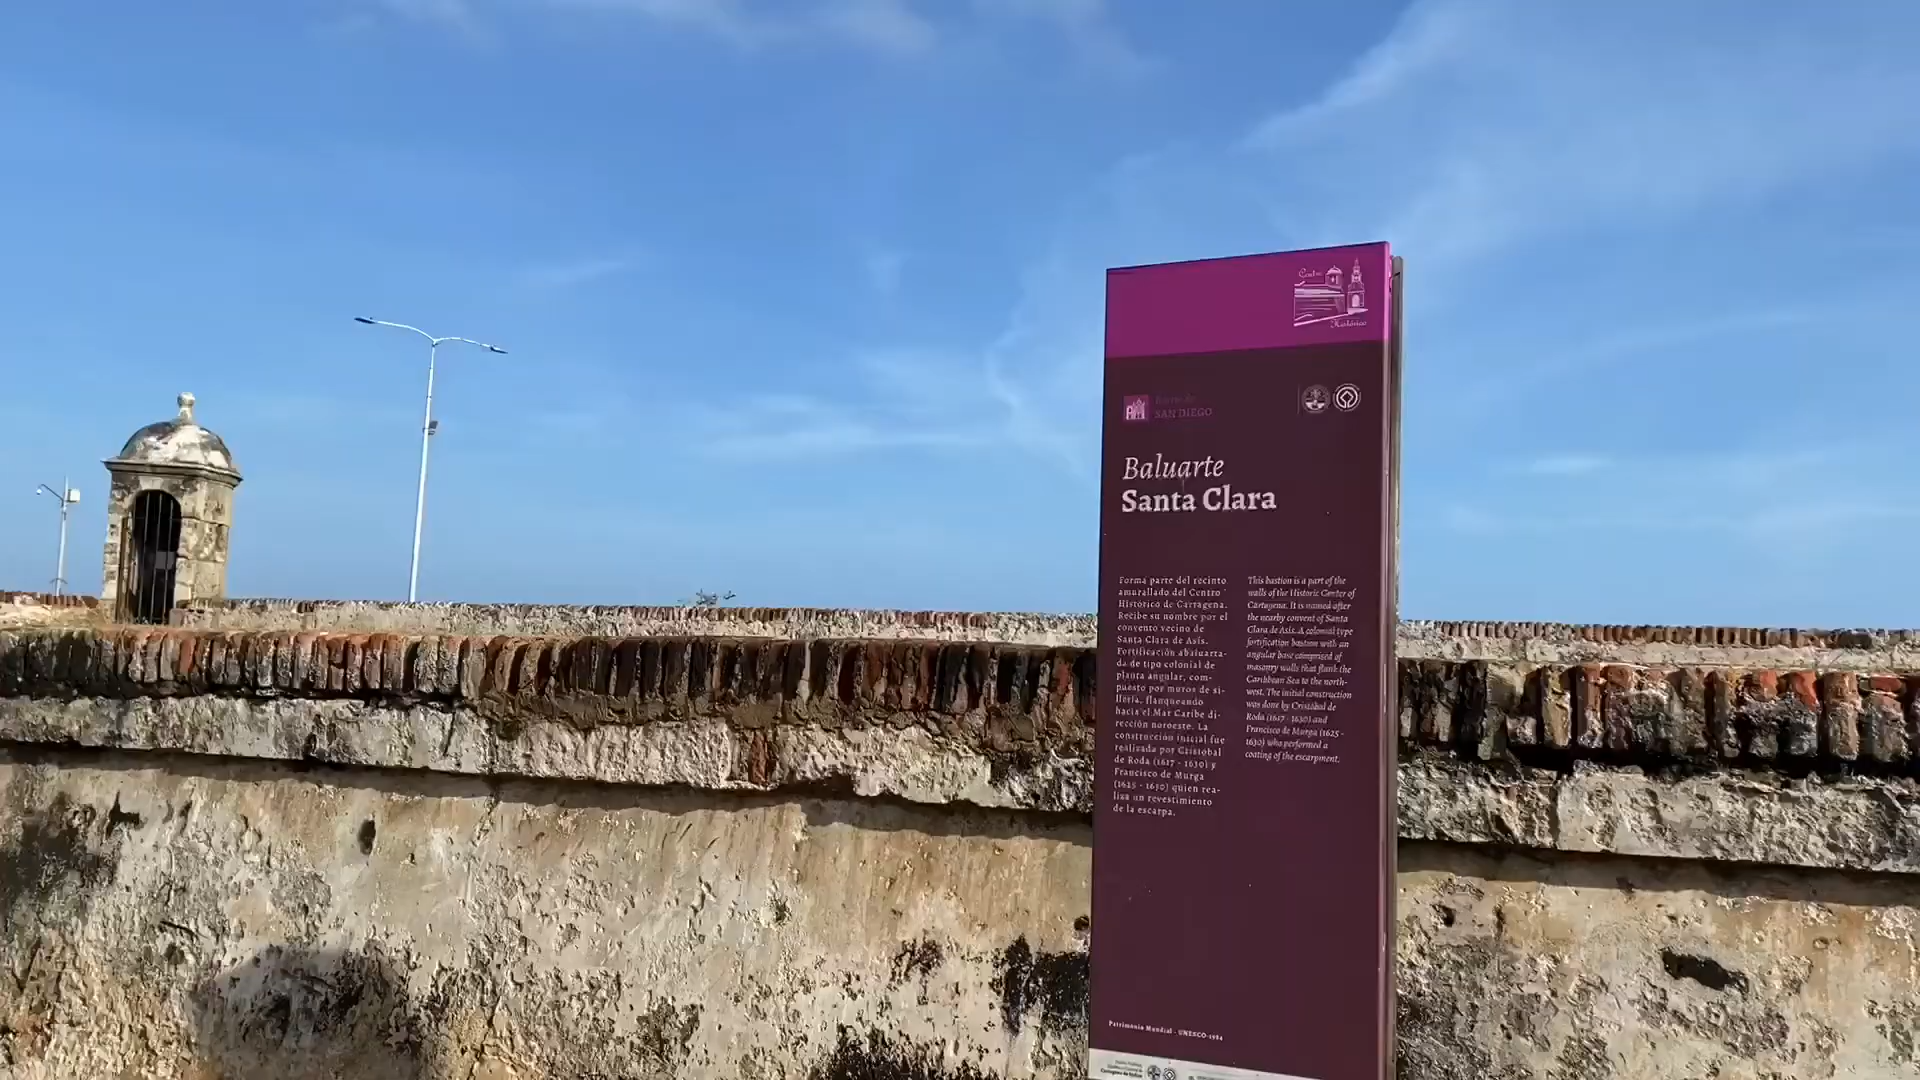 Centro
Histórico
Barrio de
SAN DIEGO
Baluarte
Santa Clara
Forma parte del recinto
amurallado del Centro
Histórico de Cartagena.
Recibe su nombre por el
convento vecino de
Santa Clara de Asís.
Fortificación abaluarta-
da de tipo colonial de
planta angular, com-
puesto por muros de si-
llería, flanqueando
hacia el Mar Caribe di-
rección noroeste. La
construcción inicial fue
realizada por Cristóbal
de Roda (1617 - 1630) y
Francisco de Murga
(1625 - 1630) quien rea-
liza un revestimiento
de la escarpa.
This bastion is a part of the
walls of the Historic Center of
Cartagena. It is named after
the nearby convent of Santa
Clara de Asis. A colonial type
fortification bastion with an
angular base comprised of
masonry walls that flank the
Caribbean Sea to the north-
west. The initial construction
was done by Cristóbal de
Roda (1617 - 1630) and
Francisco de Murga (1625 -
1630) who performed a
coating of the escarpment.
Patrimonio Mundial - UNESCO-1984
Cartagena de Indias